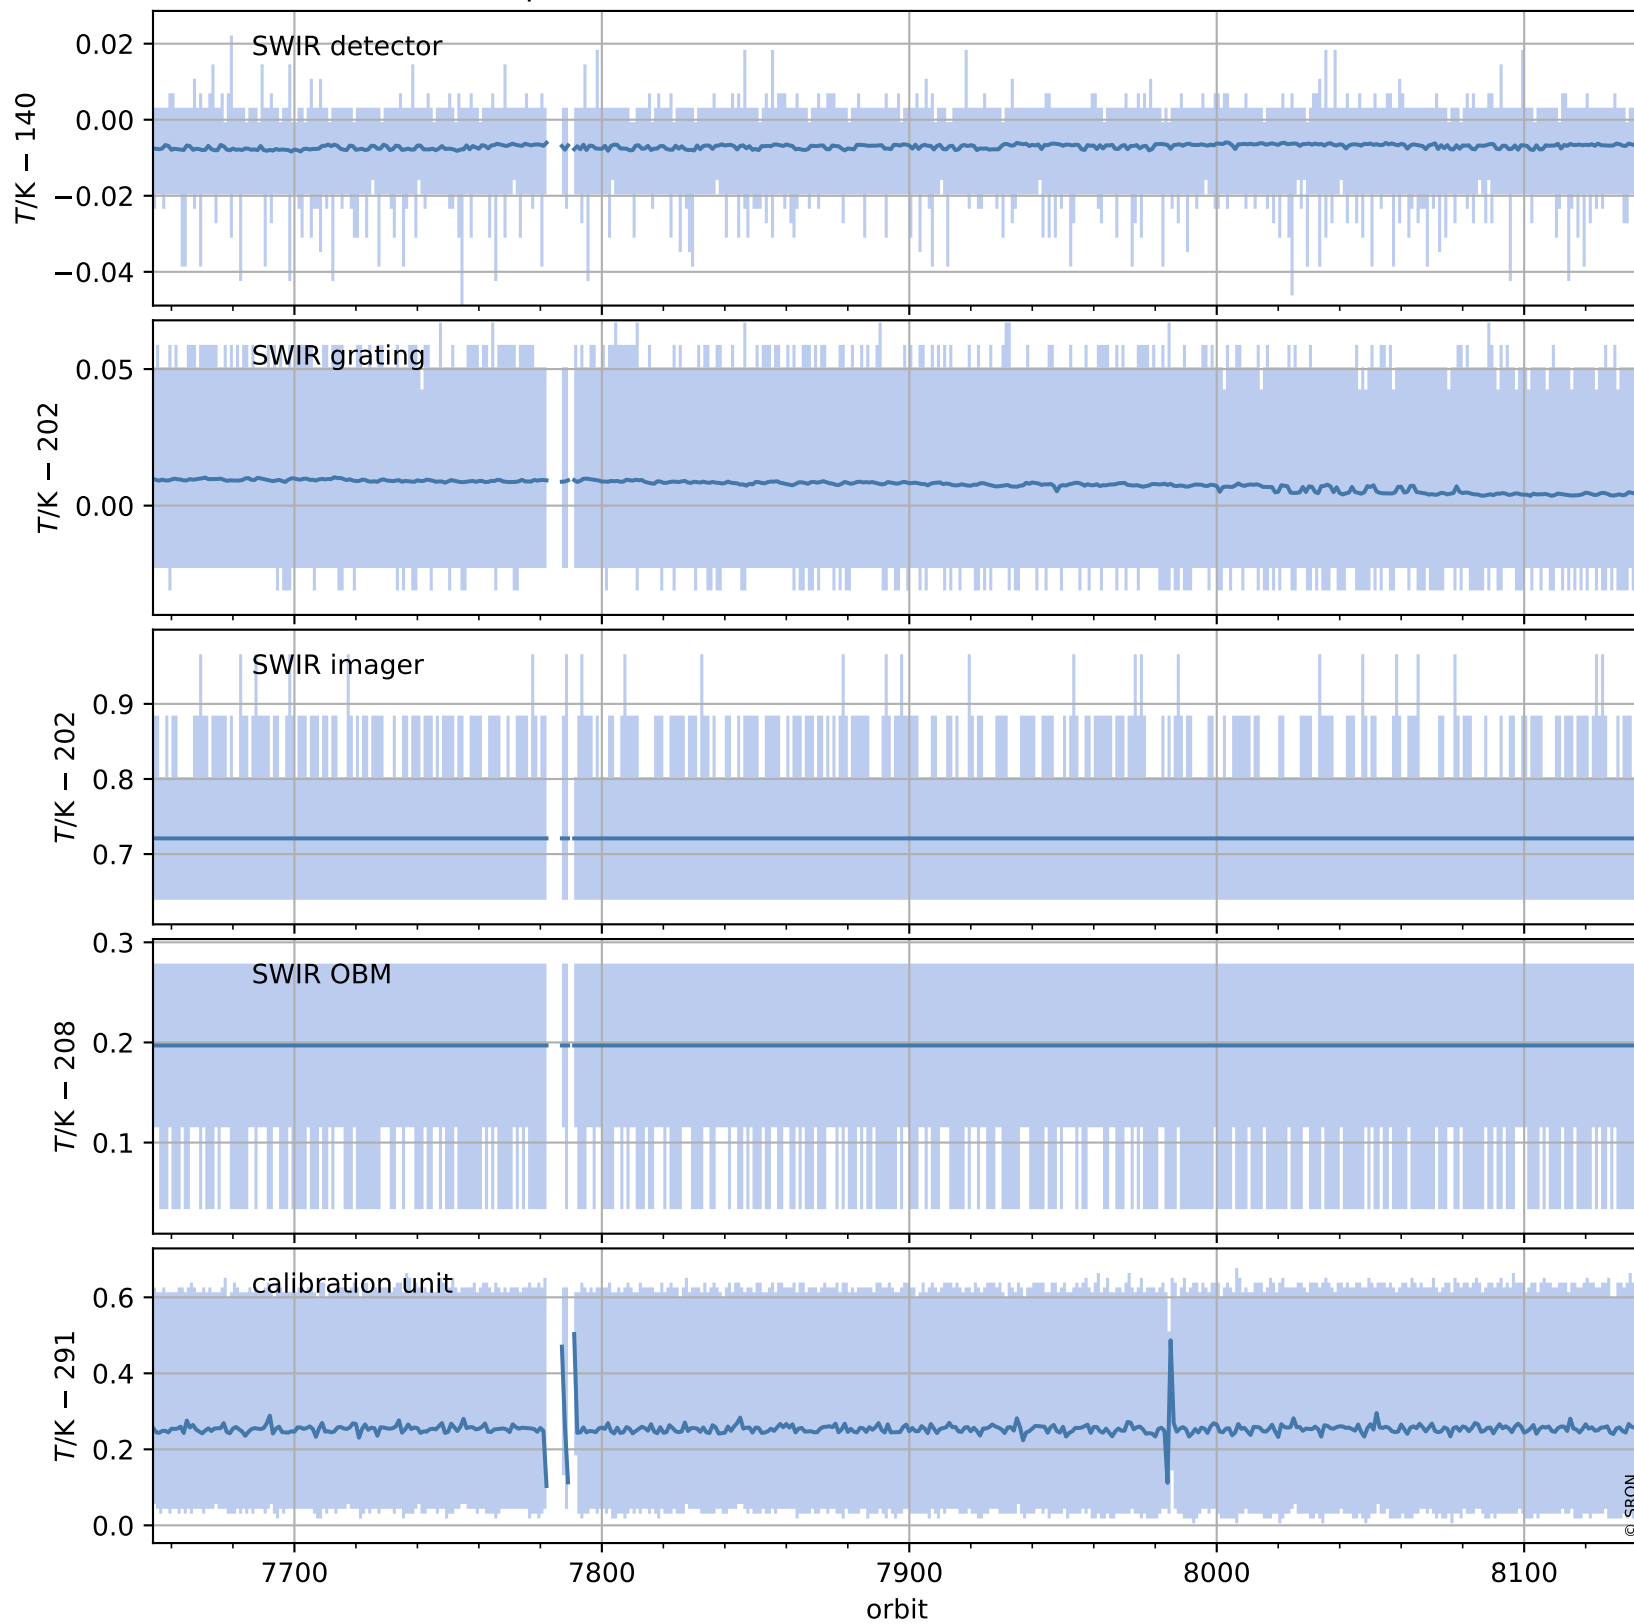 SWIR detector
0.02
0.00
−0.02
−0.04
T/K − 140
SWIR grating
0.05
0.00
T/K − 202
SWIR imager
0.9
0.8
0.7
T/K − 202
SWIR OBM
0.3
0.2
0.1
T/K − 208
calibration unit
0.6
0.4
0.2
0.0
T/K − 291
7700 7800 7900 8000 8100
orbit
© SRON